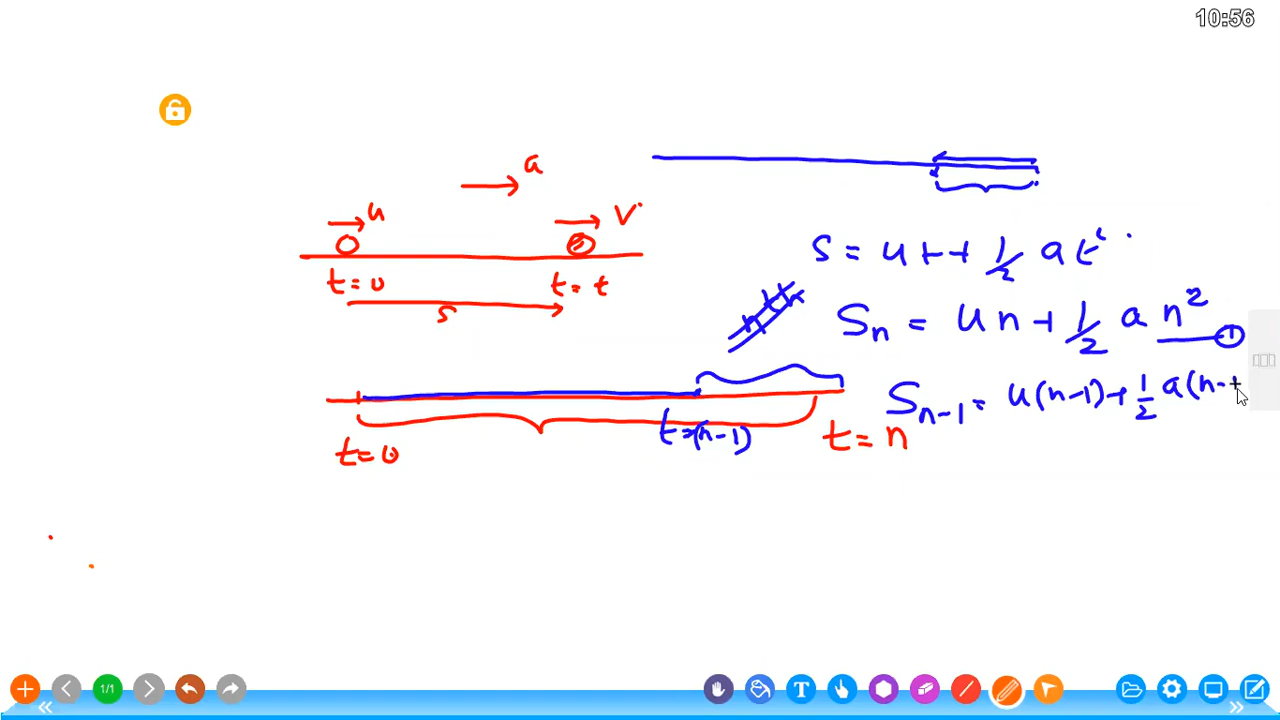 10:56
a
u
V
t=0
t=t
s
S = ut + 1/2 at²
Sn = un + 1/2 an² ①
Sn-1 = u(n-1) + 1/2 a(n-
t=(n-1)
t=n
t=0
1/1
T